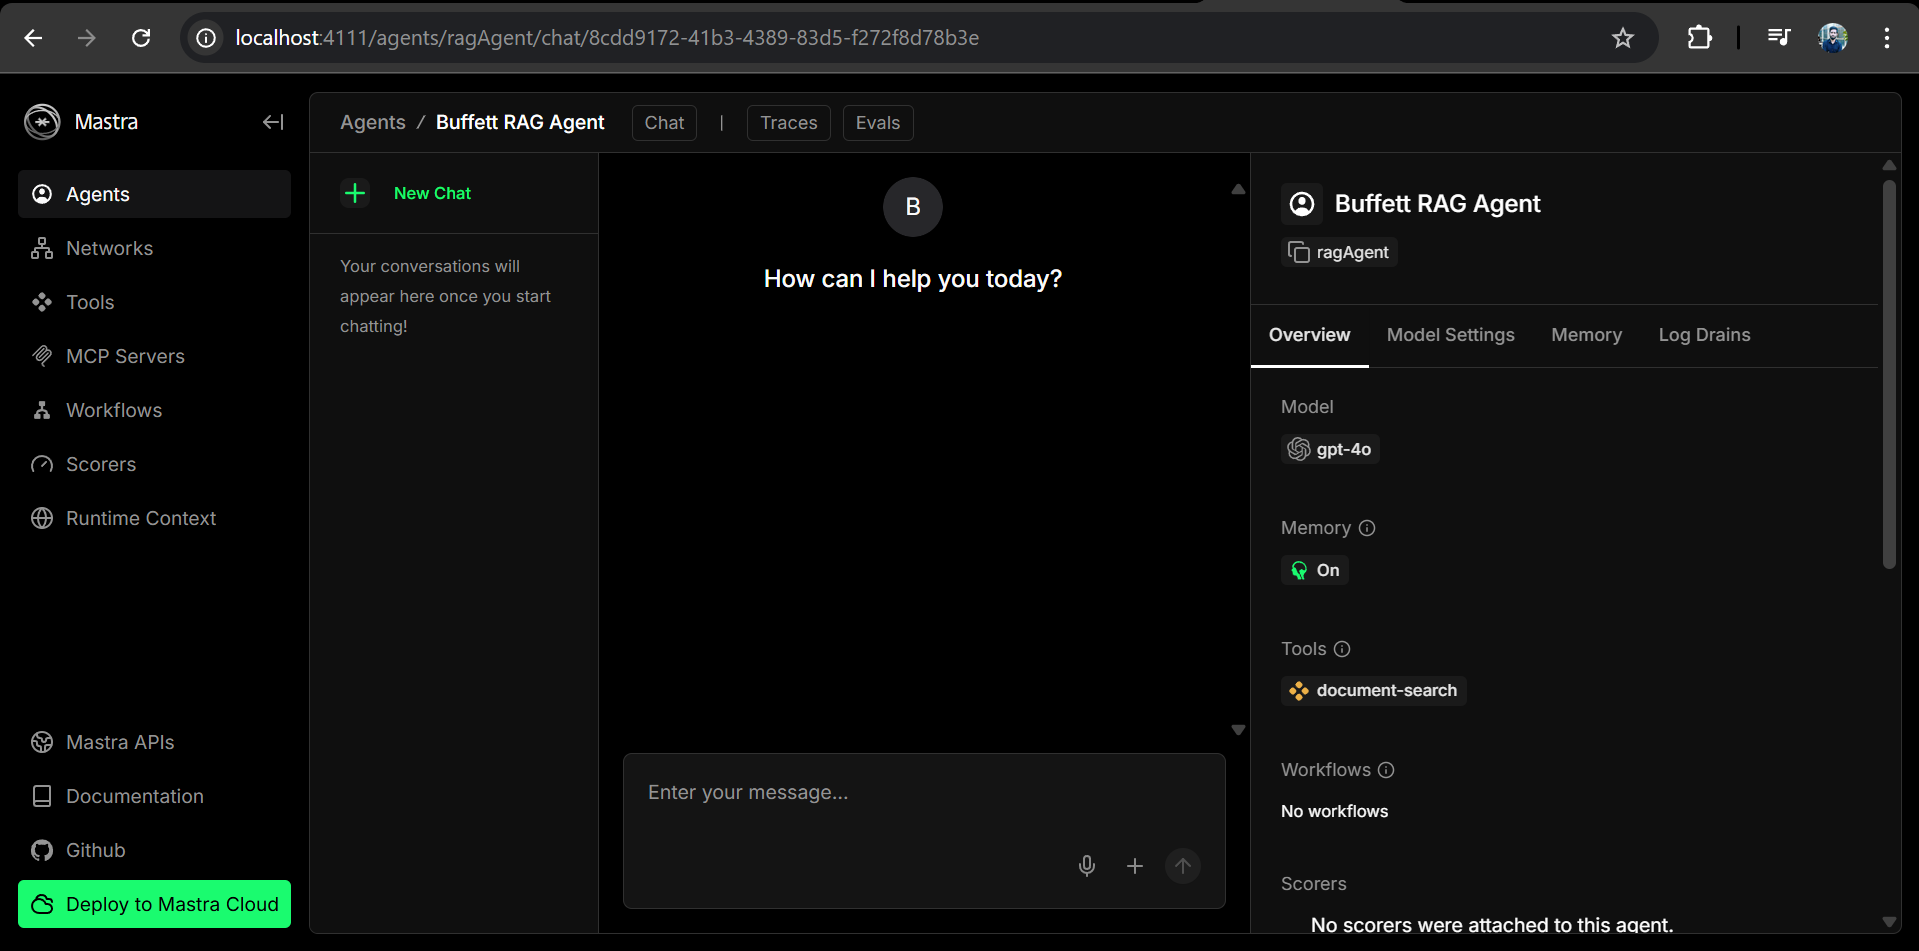 localhost:4111/agents/ragAgent/chat/8cdd9172-41b3-4389-83d5-f272f8d78b3e
Mastra
Agents
Networks
Tools
MCP Servers
Workflows
Scorers
Runtime Context
Mastra APIs
Documentation
Github
Deploy to Mastra Cloud
Agents / Buffett RAG Agent Chat | Traces Evals
New Chat
Your conversations will
appear here once you start
chatting!
B
How can I help you today?
Enter your message...
Buffett RAG Agent
ragAgent
Overview Model Settings Memory Log Drains
Model
gpt-4o
Memory
On
Tools
document-search
Workflows
No workflows
Scorers
No scorers were attached to this agent.